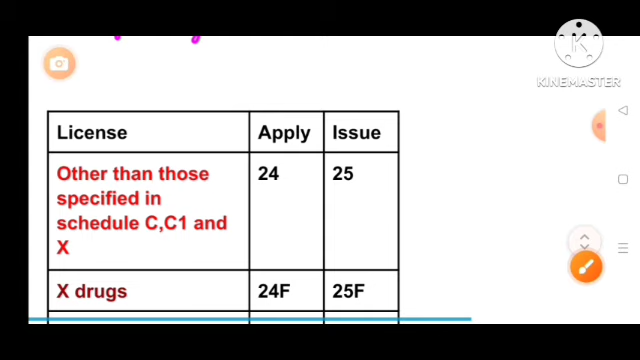 KINEMASTER
License Apply Issue
Other than those 24 25
specified in
schedule C,C1 and
X
X drugs 24F 25F